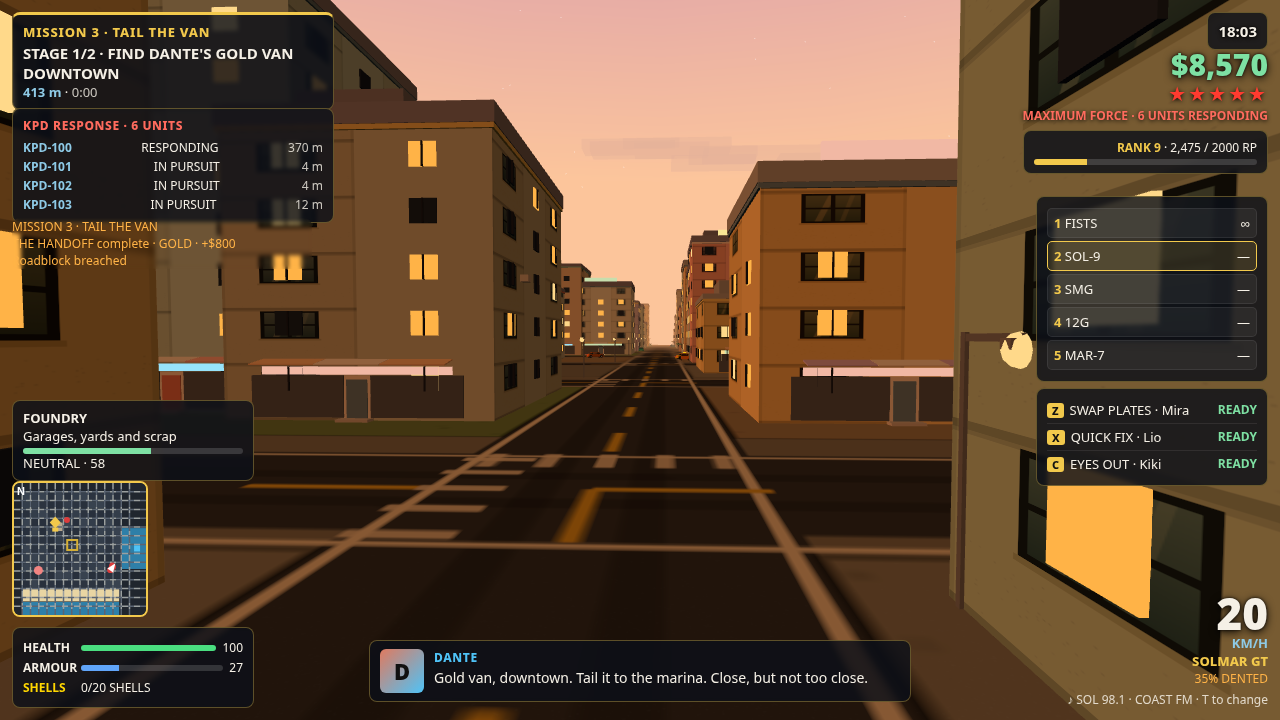 MISSION 3 · TAIL THE VAN
STAGE 1/2 · FIND DANTE'S GOLD VAN
DOWNTOWN
413 m · 0:00
KPD RESPONSE · 6 UNITS
KPD-100 RESPONDING 370 m
KPD-101 IN PURSUIT 4 m
KPD-102 IN PURSUIT 4 m
KPD-103 IN PURSUIT 12 m
MISSION 3 · TAIL THE VAN
HE HANDOFF complete · GOLD · +$800
oadblock breached
FOUNDRY
Garages, yards and scrap
NEUTRAL · 58
N
HEALTH 100
ARMOUR 27
SHELLS 0/20 SHELLS
D
DANTE
Gold van, downtown. Tail it to the marina. Close, but not too close.
18:03
$8,570
★★★★★
MAXIMUM FORCE · 6 UNITS RESPONDING
RANK 9 · 2,475 / 2000 RP
1 FISTS ∞
2 SOL-9 —
3 SMG —
4 12G —
5 MAR-7 —
Z SWAP PLATES · Mira READY
X QUICK FIX · Lio READY
C EYES OUT · Kiki READY
20
KM/H
SOLMAR GT
35% DENTED
♪ SOL 98.1 · COAST FM · T to change